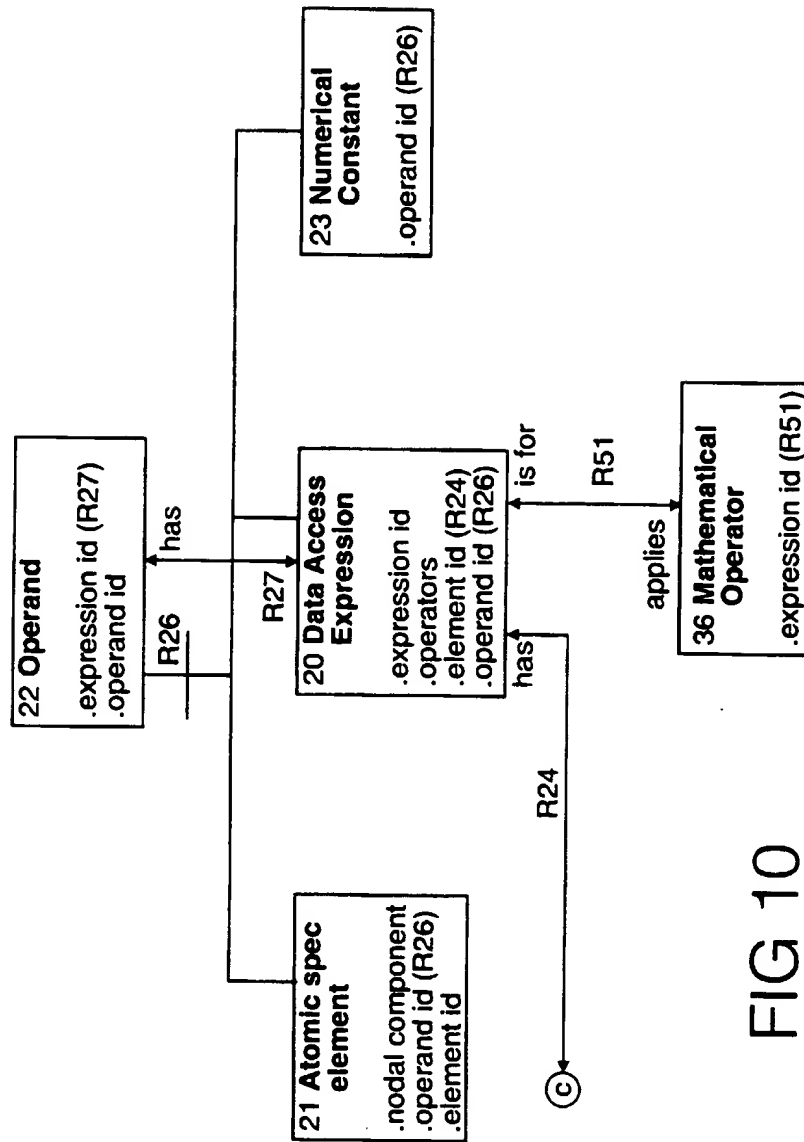 22 Operand
.expression id (R27)
.operand id
R26
has
R27
21 Atomic spec
element
.nodal component
.operand id (R26)
.element id
20 Data Access
Expression
.expression id
.operators
.element id (R24)
.operand id (R26)
23 Numerical
Constant
.operand id (R26)
has
is for
R24
R51
c
applies
36 Mathematical
Operator
.expression id (R51)
FIG 10